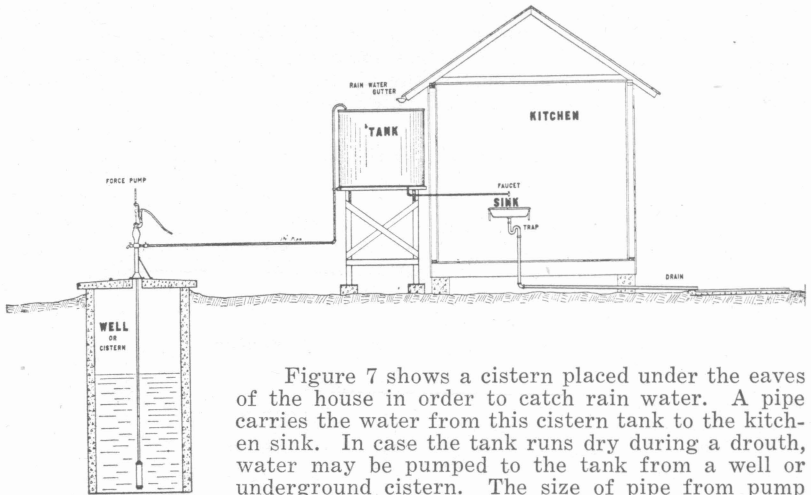 RAIN WATER
GUTTER
TANK
KITCHEN
FORCE PUMP
FAUCET
SINK
TRAP
DRAIN
WELL
OR
CISTERN
Figure 7 shows a cistern placed under the eaves
of the house in order to catch rain water. A pipe
carries the water from this cistern tank to the kitch-
en sink. In case the tank runs dry during a drouth,
water may be pumped to the tank from a well or
underground cistern. The size of pipe from pump